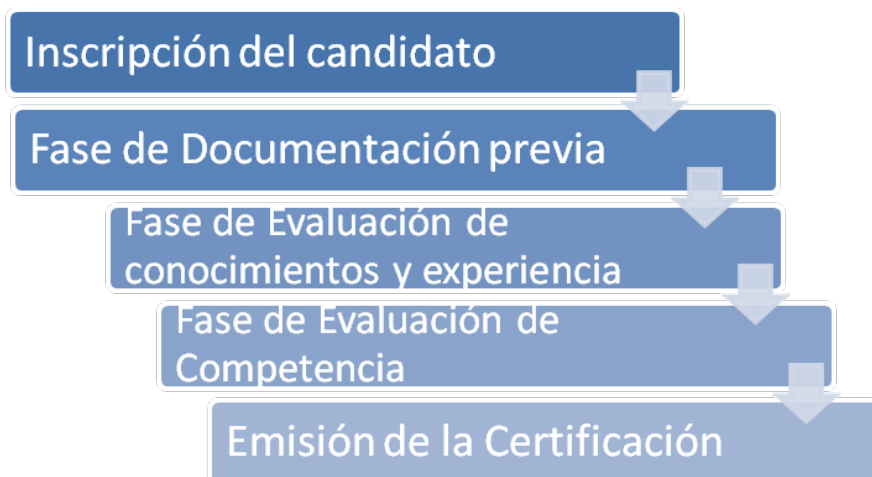 Inscripción del candidato
Fase de Documentación previa
Fase de Evaluación de
conocimientos y experiencia
Fase de Evaluación de
Competencia
Emisión de la Certificación